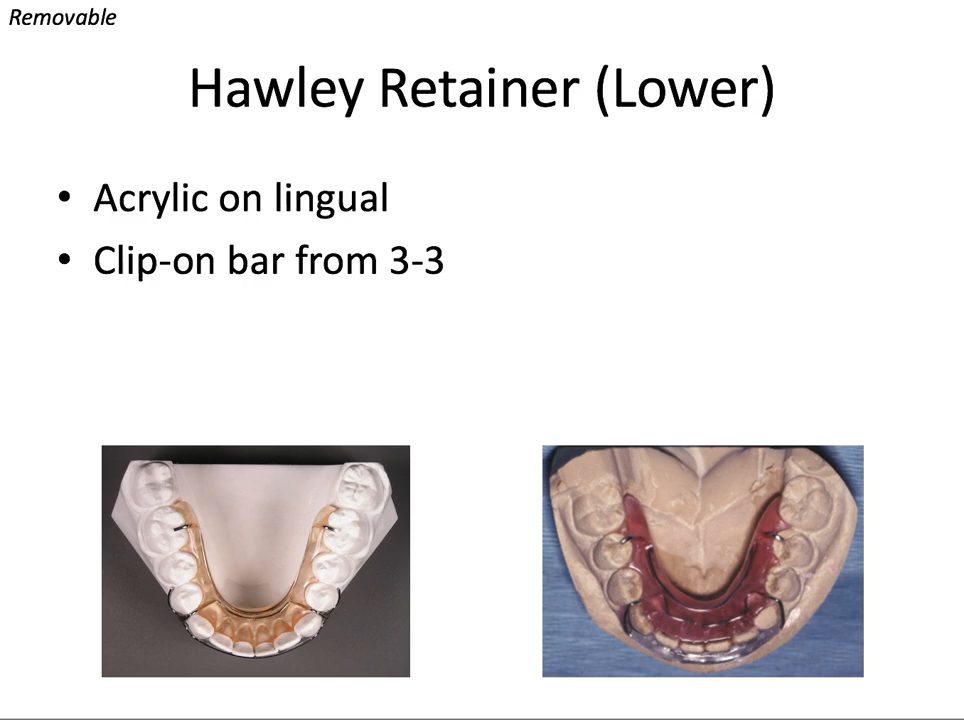 Removable
Hawley Retainer (Lower)
• Acrylic on lingual
• Clip-on bar from 3-3